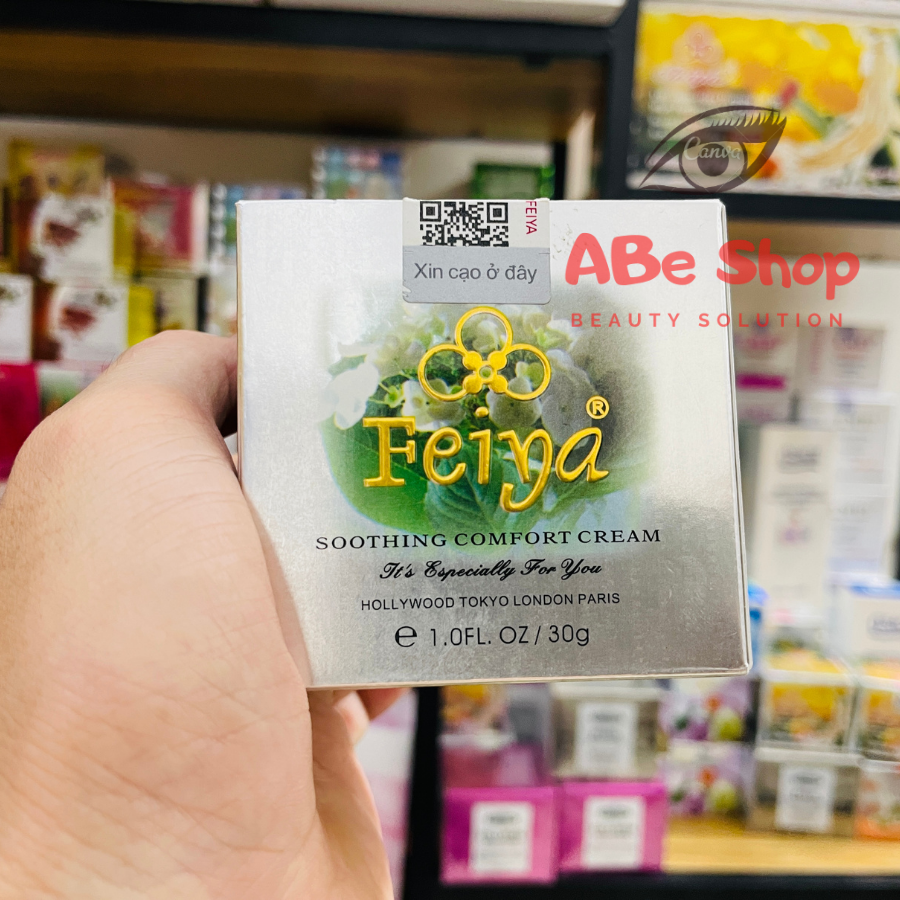 Canva
FEIYA
Xin cạo ở đây
ABe Shop
BEAUTY SOLUTION
Feiya®
SOOTHING COMFORT CREAM
It's Especially For You
HOLLYWOOD TOKYO LONDON PARIS
℮ 1.0FL. OZ / 30g